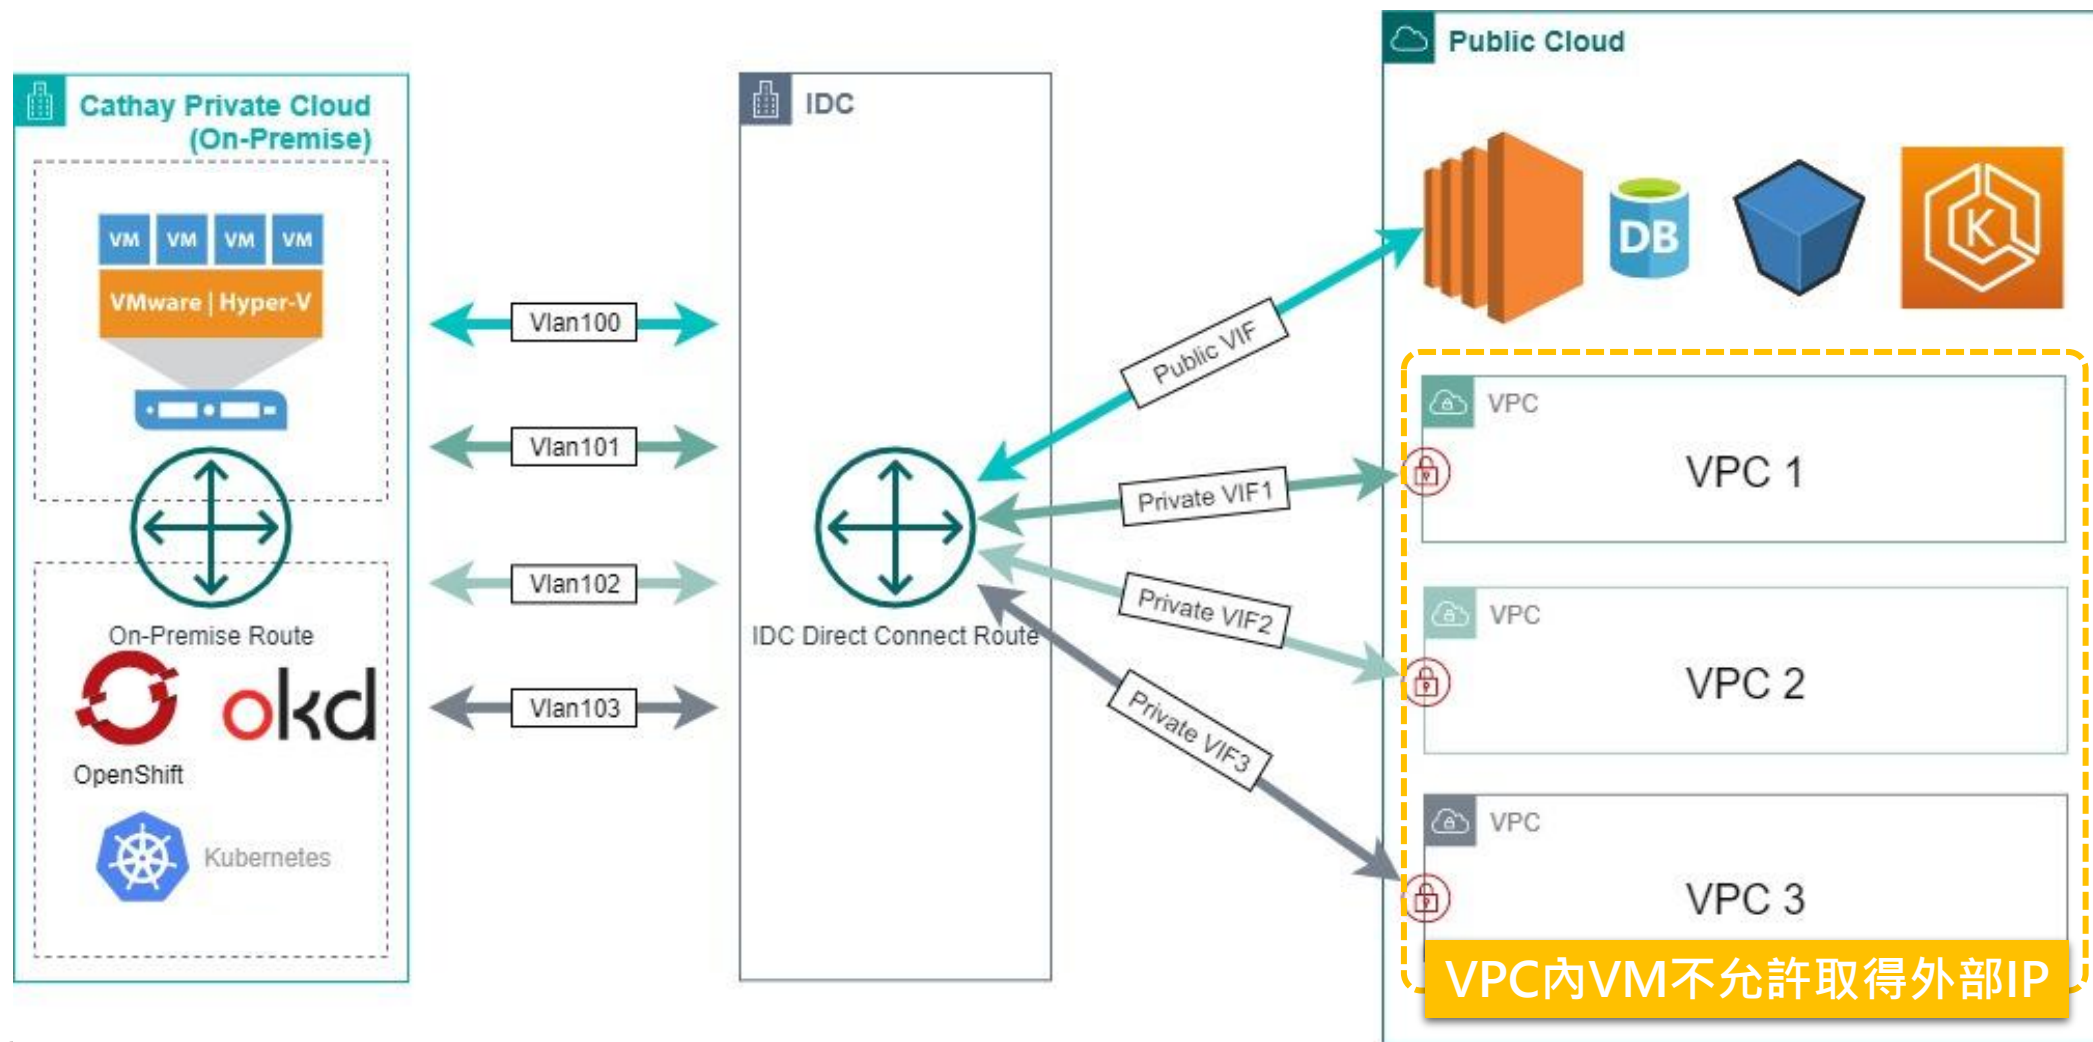 Cathay Private Cloud
(On-Premise)
VM VM VM VM
VMware | Hyper-V
On-Premise Route
OpenShift
okd
Kubernetes
Vlan100
Vlan101
Vlan102
Vlan103
IDC
IDC Direct Connect Route
Public VIF
Private VIF1
Private VIF2
Private VIF3
Public Cloud
DB
K
VPC
VPC 1
VPC
VPC 2
VPC
VPC 3
VPC內VM不允許取得外部IP